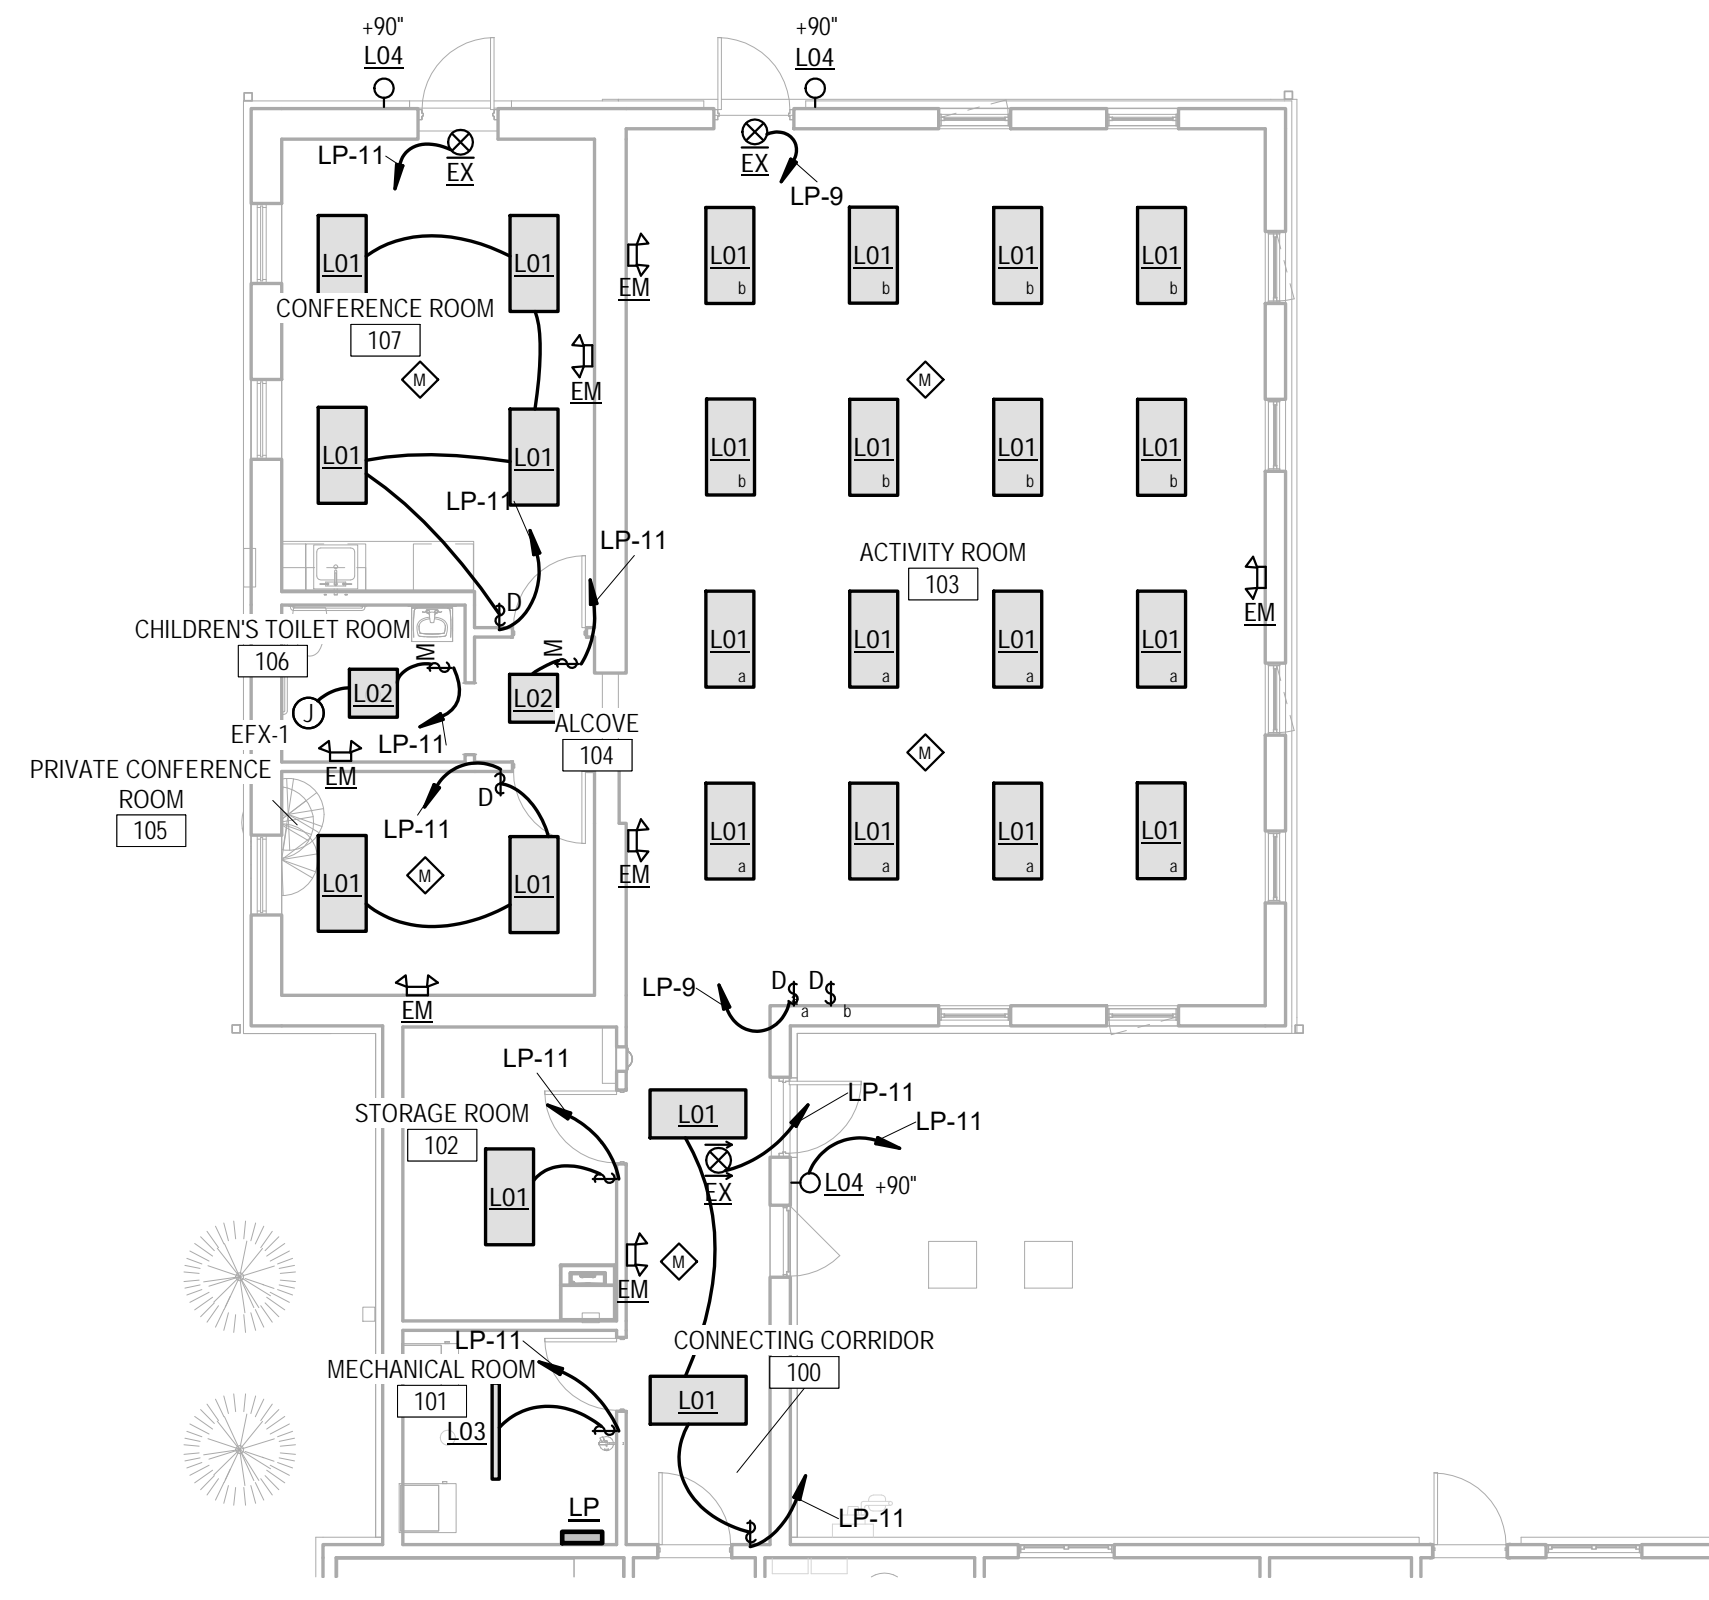 +90"
L04
+90"
L04
LP-11
EX
EX
LP-9
L01
L01
L01
b
L01
b
L01
b
L01
b
EM
CONFERENCE ROOM
107
M
EM
M
L01
L01
L01
b
L01
b
L01
b
L01
b
LP-11
LP-11
ACTIVITY ROOM
103
D
EM
CHILDREN'S TOILET ROOM
106
M
M
L01
a
L01
a
L01
a
L01
a
L02
L02
J
EFX-1
LP-11
ALCOVE
104
M
EM
PRIVATE CONFERENCE
ROOM
105
D
LP-11
M
EM
L01
L01
L01
a
L01
a
L01
a
L01
a
EM
LP-9
D
a
D
b
LP-11
L01
LP-11
LP-11
STORAGE ROOM
102
EX
L04
+90"
L01
M
EM
LP-11
CONNECTING CORRIDOR
100
MECHANICAL ROOM
101
L01
L03
LP
LP-11